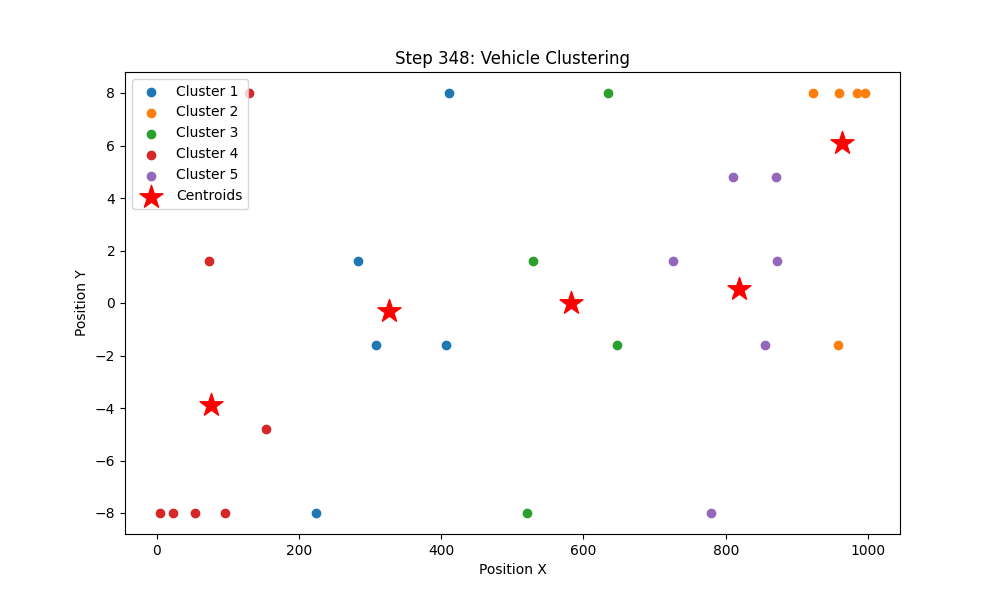 Step 348: Vehicle Clustering
Cluster 1
Cluster 2
Cluster 3
Cluster 4
Cluster 5
Centroids
8
6
4
2
0
−2
−4
−6
−8
Position Y
0 200 400 600 800 1000
Position X